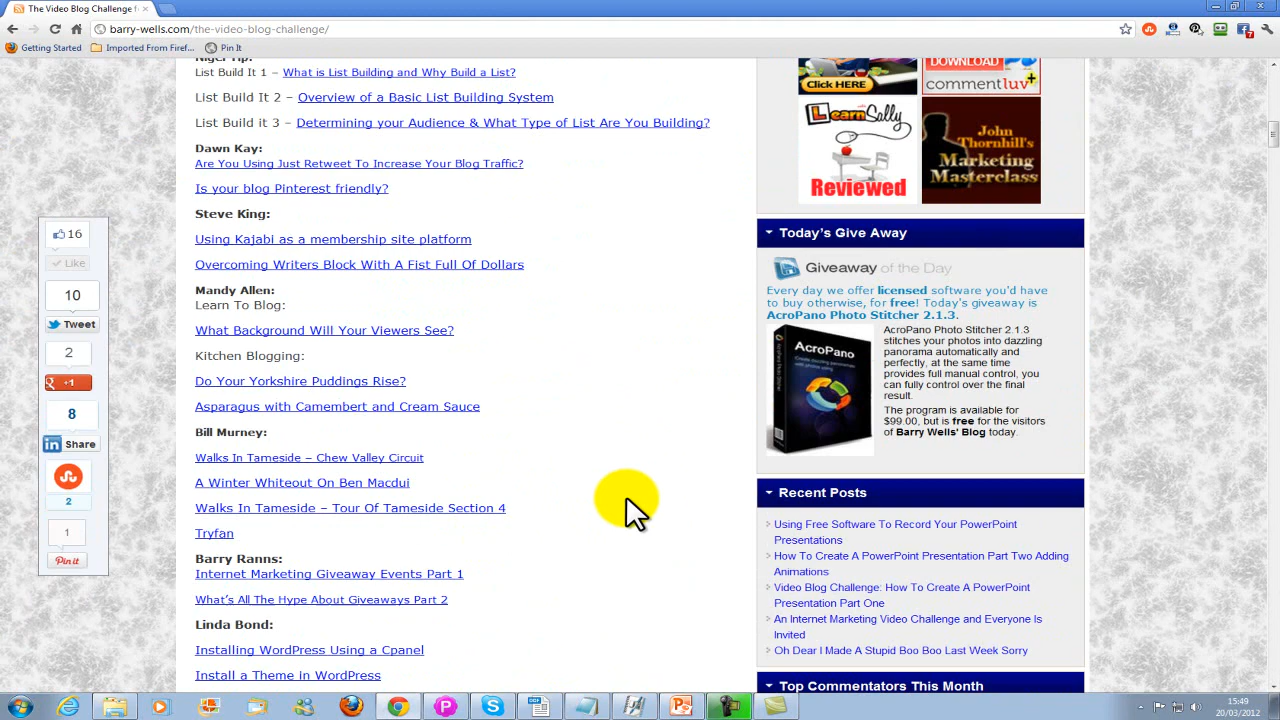 The Video Blog Challenge f
barry-wells.com/the-video-blog-challenge/
Getting Started
Imported From Firef...
Pin It
Nigel Tip:
List Build It 1 – What is List Building and Why Build a List?
List Build It 2 – Overview of a Basic List Building System
List Build it 3 – Determining your Audience & What Type of List Are You Building?
Dawn Kay:
Are You Using Just Retweet To Increase Your Blog Traffic?
Is your blog Pinterest friendly?
Steve King:
Using Kajabi as a membership site platform
Overcoming Writers Block With A Fist Full Of Dollars
Mandy Allen:
Learn To Blog:
What Background Will Your Viewers See?
Kitchen Blogging:
Do Your Yorkshire Puddings Rise?
Asparagus with Camembert and Cream Sauce
Bill Murney:
Walks In Tameside – Chew Valley Circuit
A Winter Whiteout On Ben Macdui
Walks In Tameside – Tour Of Tameside Section 4
Tryfan
Barry Ranns:
Internet Marketing Giveaway Events Part 1
What's All The Hype About Giveaways Part 2
Linda Bond:
Installing WordPress Using a Cpanel
Install a Theme in WordPress
16
Like
10
Tweet
2
+1
8
Share
2
1
Pin it
Click HERE
DOWNLOAD
commentluv+
LearnSally
Reviewed
John
Thornhill's
Marketing
Masterclass
Today's Give Away
Giveaway of the Day
Every day we offer licensed software you'd have
to buy otherwise, for free! Today's giveaway is
AcroPano Photo Stitcher 2.1.3.
AcroPano
AcroPano Photo Stitcher 2.1.3
stitches your photos into dazzling
panorama automatically and
perfectly, at the same time
provides full manual control, you
can fully control over the final
result.
The program is available for
$99.00, but is free for the visitors
of Barry Wells' Blog today.
Recent Posts
Using Free Software To Record Your PowerPoint
Presentations
How To Create A PowerPoint Presentation Part Two Adding
Animations
Video Blog Challenge: How To Create A PowerPoint
Presentation Part One
An Internet Marketing Video Challenge and Everyone Is
Invited
Oh Dear I Made A Stupid Boo Boo Last Week Sorry
Top Commentators This Month
15:49
20/03/2012